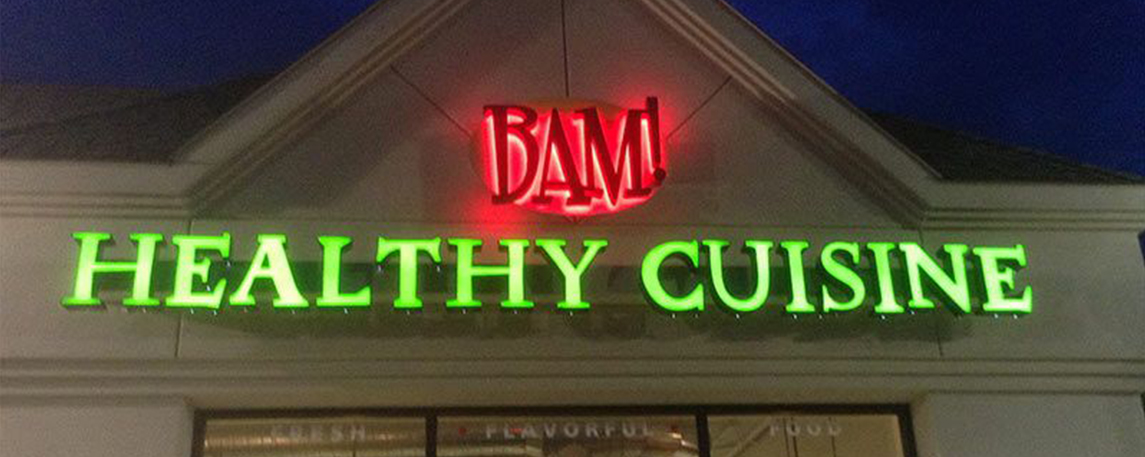 BAM!
HEALTHY CUISINE
FRESH • FLAVORFUL • FOOD